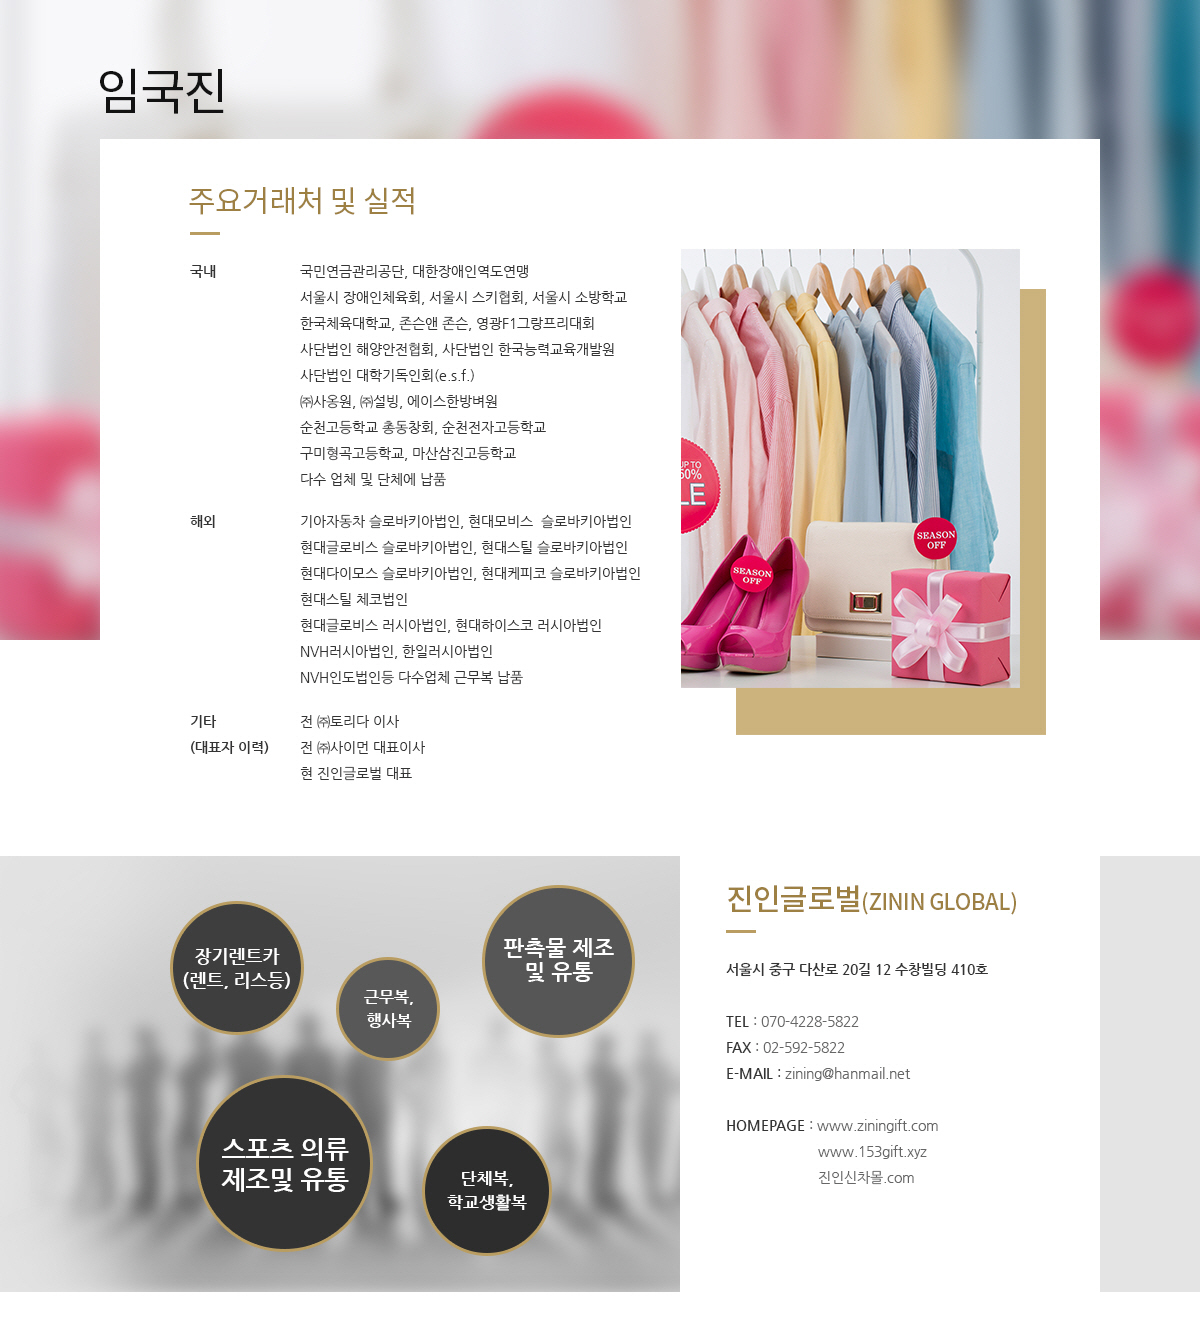 임국진
주요거래처 및 실적
국내
국민연금관리공단, 대한장애인역도연맹
서울시 장애인체육회, 서울시 스키협회, 서울시 소방학교
한국체육대학교, 존슨앤 존슨, 영광F1그랑프리대회
사단법인 해양안전협회, 사단법인 한국능력교육개발원
사단법인 대학기독인회(e.s.f.)
㈜사옹원, ㈜설빙, 에이스한방벼원
순천고등학교 총동창회, 순천전자고등학교
구미형곡고등학교, 마산삼진고등학교
다수 업체 및 단체에 납품
해외
기아자동차 슬로바키아법인, 현대모비스  슬로바키아법인
현대글로비스 슬로바키아법인, 현대스틸 슬로바키아법인
현대다이모스 슬로바키아법인, 현대케피코 슬로바키아법인
현대스틸 체코법인
현대글로비스 러시아법인, 현대하이스코 러시아법인
NVH러시아법인, 한일러시아법인
NVH인도법인등 다수업체 근무복 납품
기타
(대표자 이력)
전 ㈜토리다 이사
전 ㈜사이먼 대표이사
현 진인글로벌 대표
UP TO
50%
LE
SEASON
OFF
SEASON
OFF
장기렌트카
(렌트, 리스등)
근무복,
행사복
판촉물 제조
및 유통
스포츠 의류
제조및 유통
단체복,
학교생활복
진인글로벌(ZININ GLOBAL)
서울시 중구 다산로 20길 12 수창빌딩 410호
TEL : 070-4228-5822
FAX : 02-592-5822
E-MAIL : zining@hanmail.net
HOMEPAGE : www.ziningift.com
www.153gift.xyz
진인신차몰.com